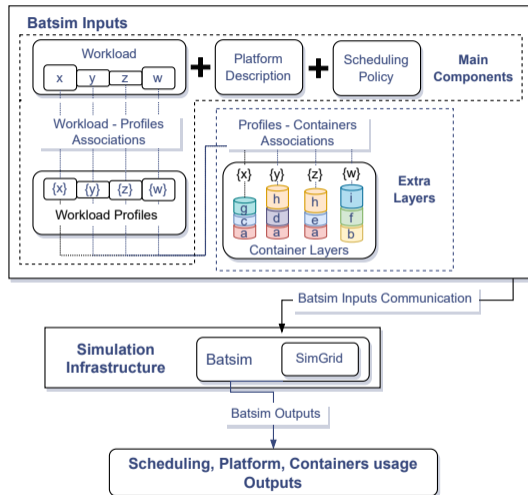 Batsim Inputs
Workload
x y z w
+
Platform
Description
+
Scheduling
Policy
Main
Components
Workload - Profiles
Associations
{x} {y} {z} {w}
Workload Profiles
Profiles - Containers
Associations
{x} {y} {z} {w}
g h h i
c d e f
a a a b
Container Layers
Extra
Layers
Batsim Inputs Communication
Simulation
Infrastructure
Batsim
SimGrid
Batsim Outputs
Scheduling, Platform, Containers usage
Outputs